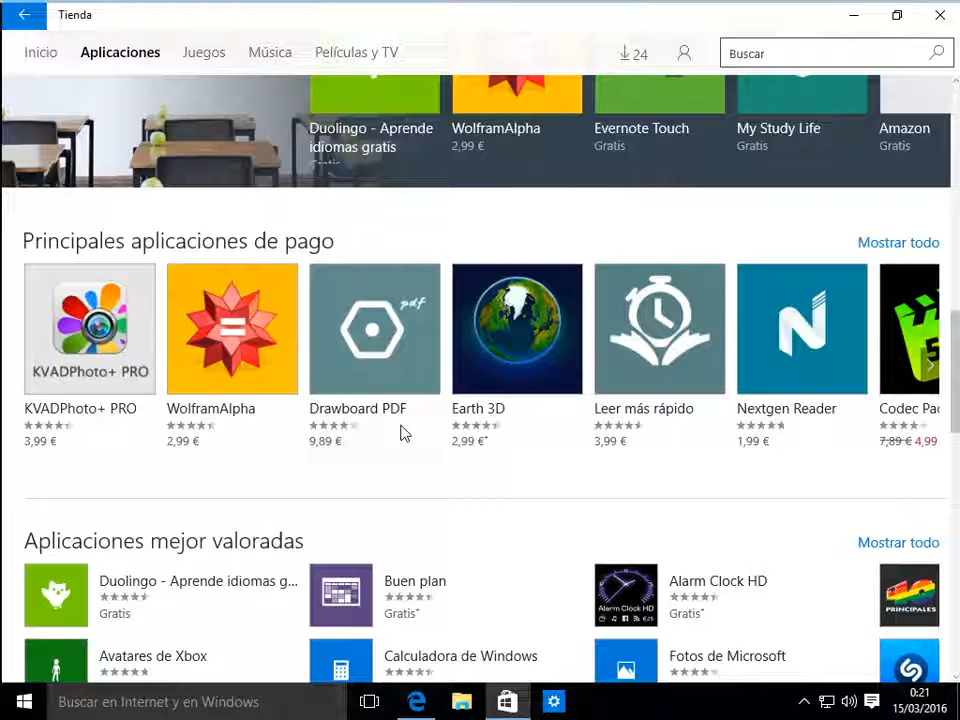 Tienda
Inicio Aplicaciones Juegos Música Películas y TV 24 Buscar
Duolingo - Aprende idiomas gratis
Gratis
WolframAlpha
2,99 €
Evernote Touch
Gratis
My Study Life
Gratis
Amazon
Gratis
Principales aplicaciones de pago
Mostrar todo
KVADPhoto+ PRO
pdf
N
5
KVADPhoto+ PRO
3,99 €
WolframAlpha
2,99 €
Drawboard PDF
9,89 €
Earth 3D
2,99 €*
Leer más rápido
3,99 €
Nextgen Reader
1,99 €
Codec Pac
7,89 € 4,99
Aplicaciones mejor valoradas
Mostrar todo
Duolingo - Aprende idiomas g...
Gratis
Buen plan
Gratis*
Alarm Clock HD
Alarm Clock HD
Gratis*
PRINCIPALES
Avatares de Xbox
Calculadora de Windows
Fotos de Microsoft
Buscar en Internet y en Windows
0:21
15/03/2016